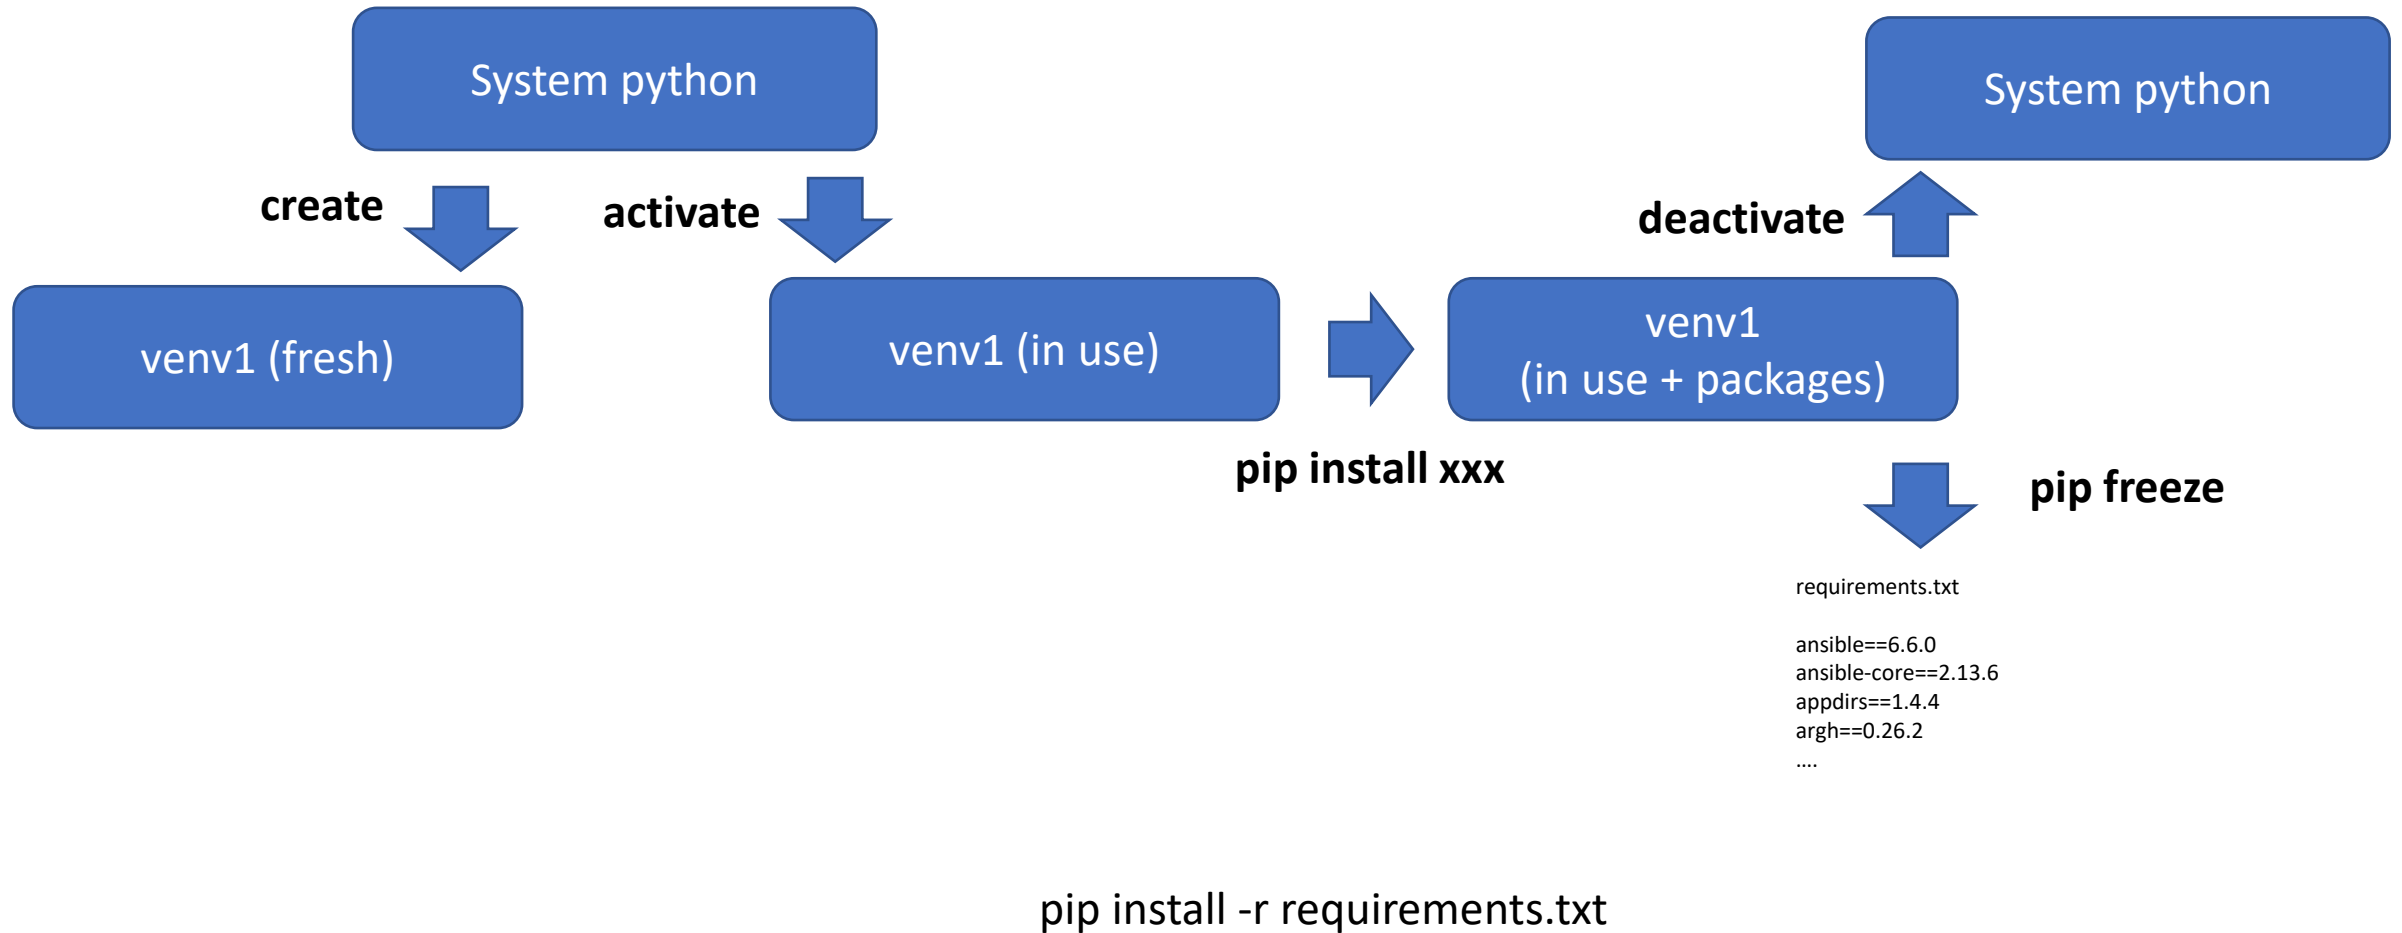 System python
System python
create
activate
deactivate
venv1 (fresh)
venv1 (in use)
venv1
(in use + packages)
pip install xxx
pip freeze
requirements.txt
ansible==6.6.0
ansible-core==2.13.6
appdirs==1.4.4
argh==0.26.2
....
pip install -r requirements.txt